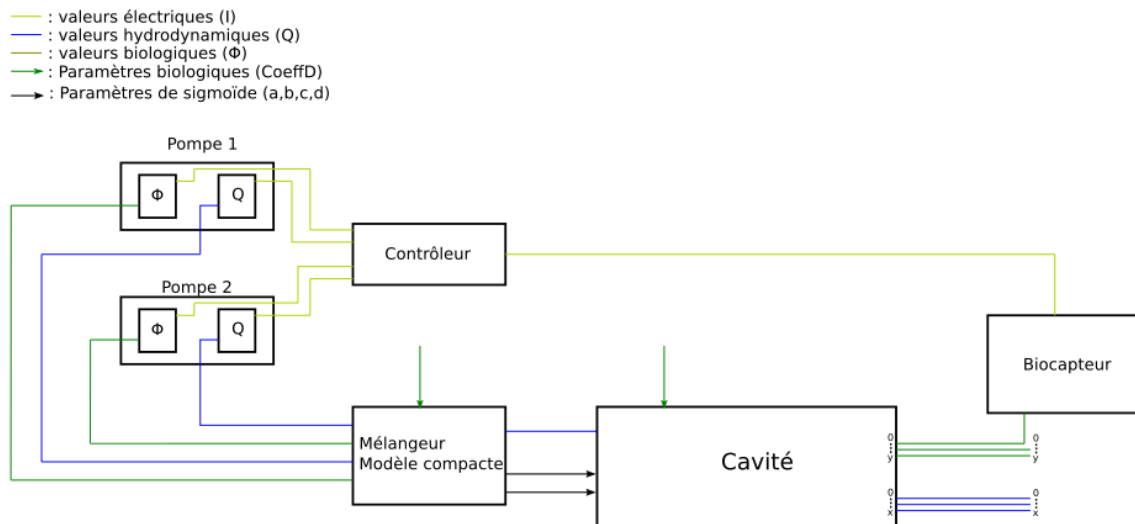 : valeurs électriques (I)
: valeurs hydrodynamiques (Q)
: valeurs biologiques (Φ)
: Paramètres biologiques (CoeffD)
: Paramètres de sigmoïde (a,b,c,d)
Pompe 1
Φ
Q
Contrôleur
Pompe 2
Φ
Q
Biocapteur
Mélangeur
Modèle compacte
Cavité
0
y
0
y
0
x
0
x